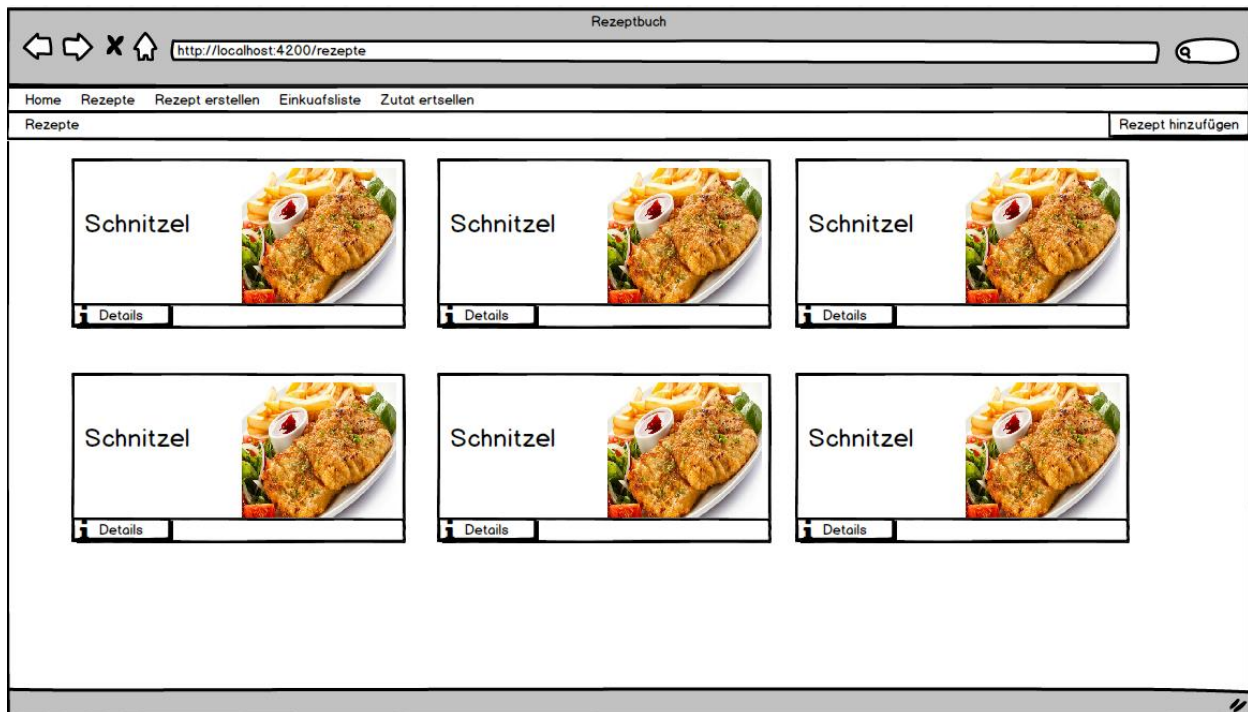 Rezeptbuch
http://localhost:4200/rezepte
Home Rezepte Rezept erstellen Einkuafsliste Zutat ertsellen
Rezepte Rezept hinzufügen
Schnitzel Schnitzel Schnitzel
Details Details Details
Schnitzel Schnitzel Schnitzel
Details Details Details